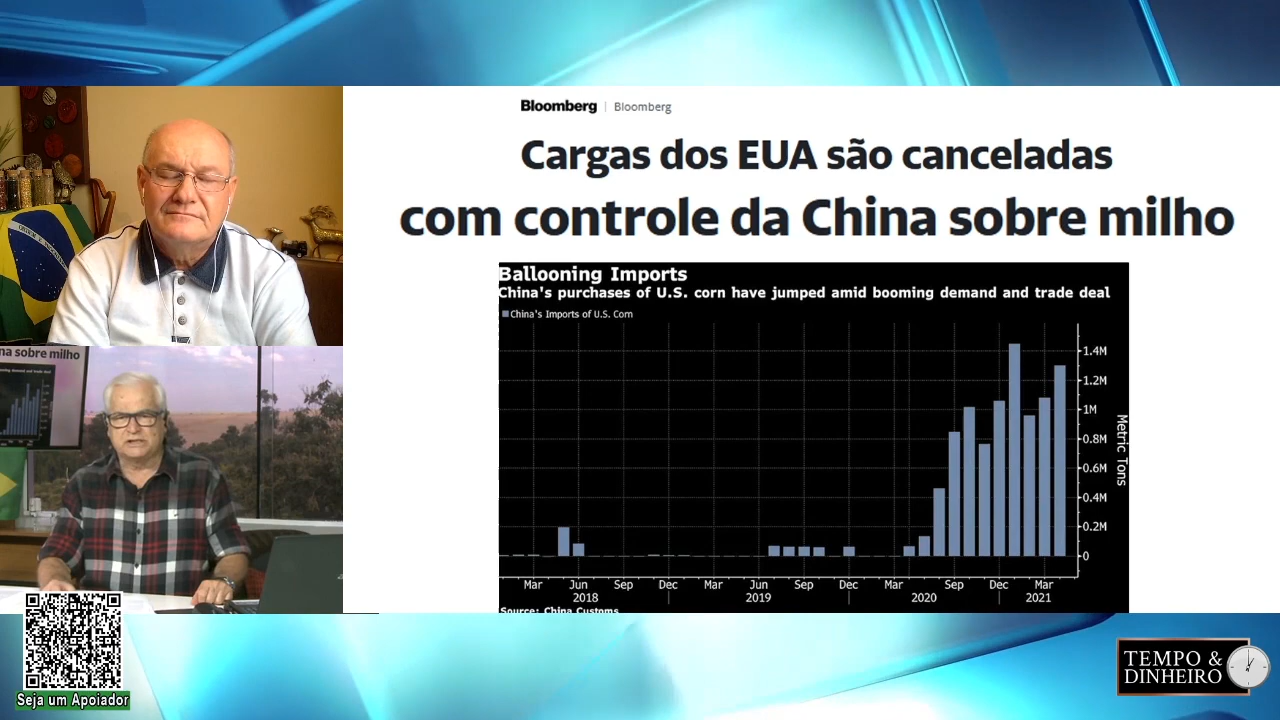 Bloomberg | Bloomberg
Cargas dos EUA são canceladas
com controle da China sobre milho
Ballooning Imports
China's purchases of U.S. corn have jumped amid booming demand and trade deal
China's Imports of U.S. Corn
1.4M
1.2M
1M
0.8M
0.6M
0.4M
0.2M
0
Metric Tons
Mar Jun Sep Dec Mar Jun Sep Dec Mar Sep Dec Mar
2018 2019 2020 2021
Source: China Customs
na sobre milho
Seja um Apoiador
TEMPO &
DINHEIRO